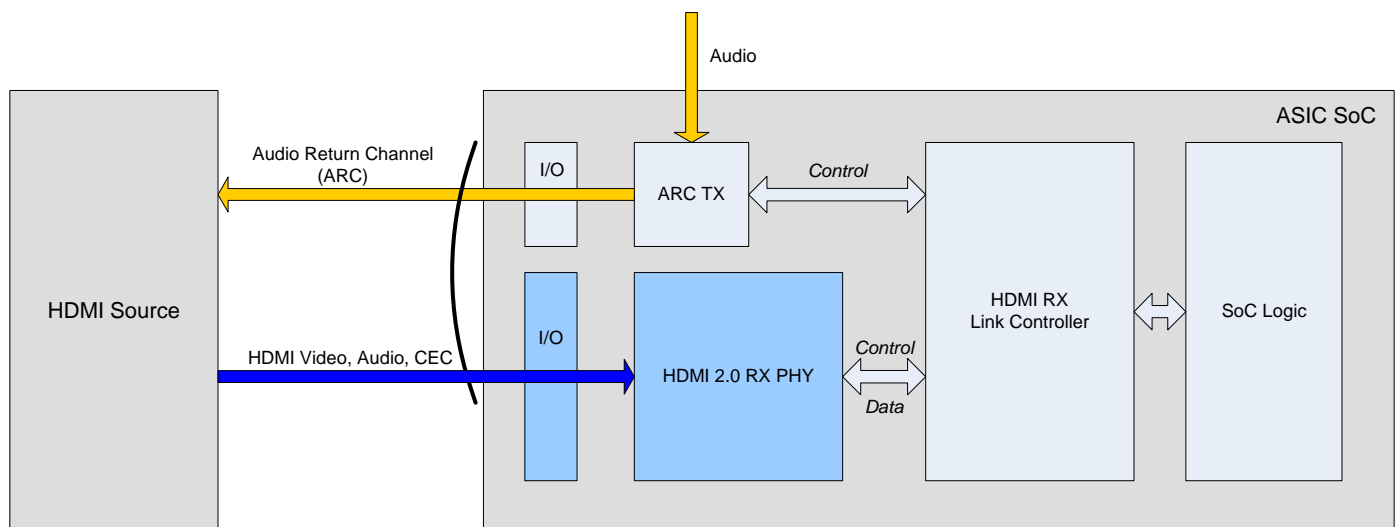 Audio
ASIC SoC
Audio Return Channel
(ARC)
I/O
ARC TX
Control
HDMI Source
HDMI Video, Audio, CEC
I/O
HDMI 2.0 RX PHY
Control
Data
HDMI RX
Link Controller
SoC Logic